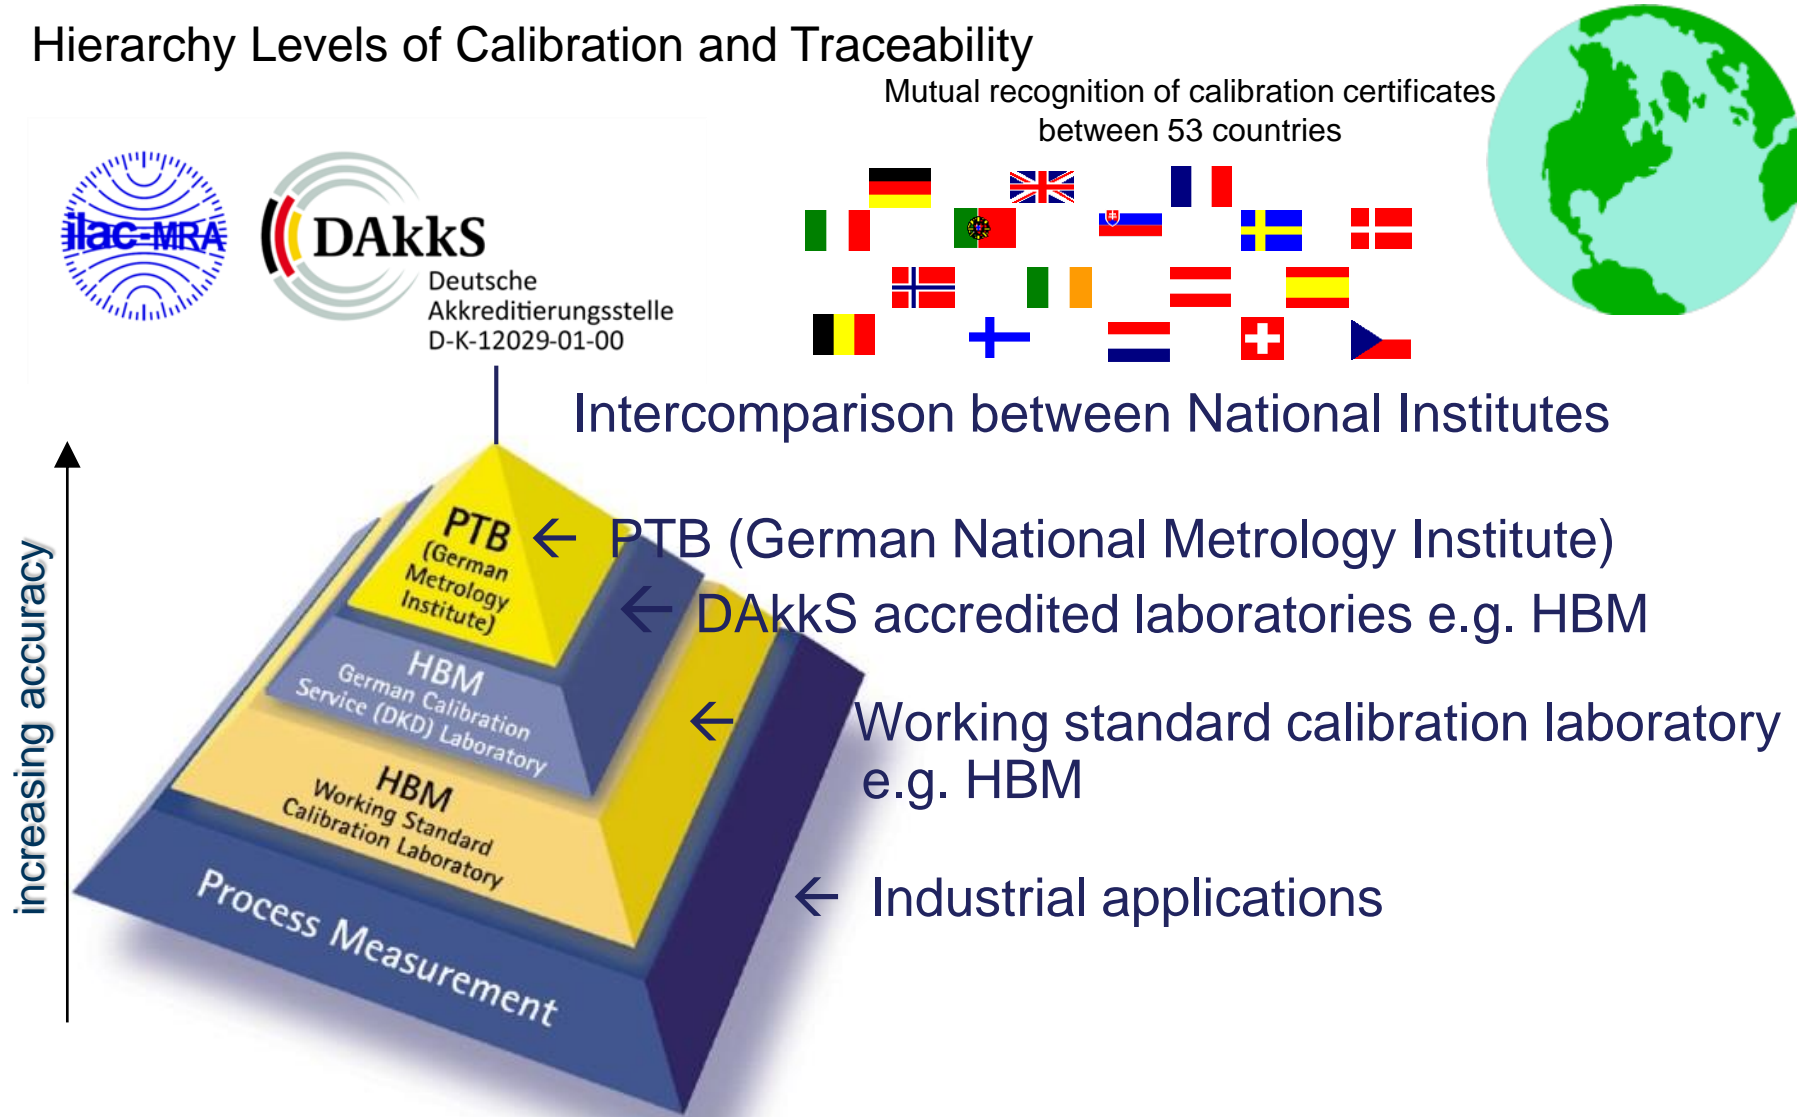 Hierarchy Levels of Calibration and Traceability
Mutual recognition of calibration certificates
between 53 countries
ilac-MRA
DAkkS
Deutsche
Akkreditierungsstelle
D-K-12029-01-00
Intercomparison between National Institutes
increasing accuracy
PTB
(German
Metrology
Institute)
← PTB (German National Metrology Institute)
← DAkkS accredited laboratories e.g. HBM
HBM
German Calibration
Service (DKD) Laboratory
← Working standard calibration laboratory
e.g. HBM
HBM
Working Standard
Calibration Laboratory
Process Measurement
← Industrial applications